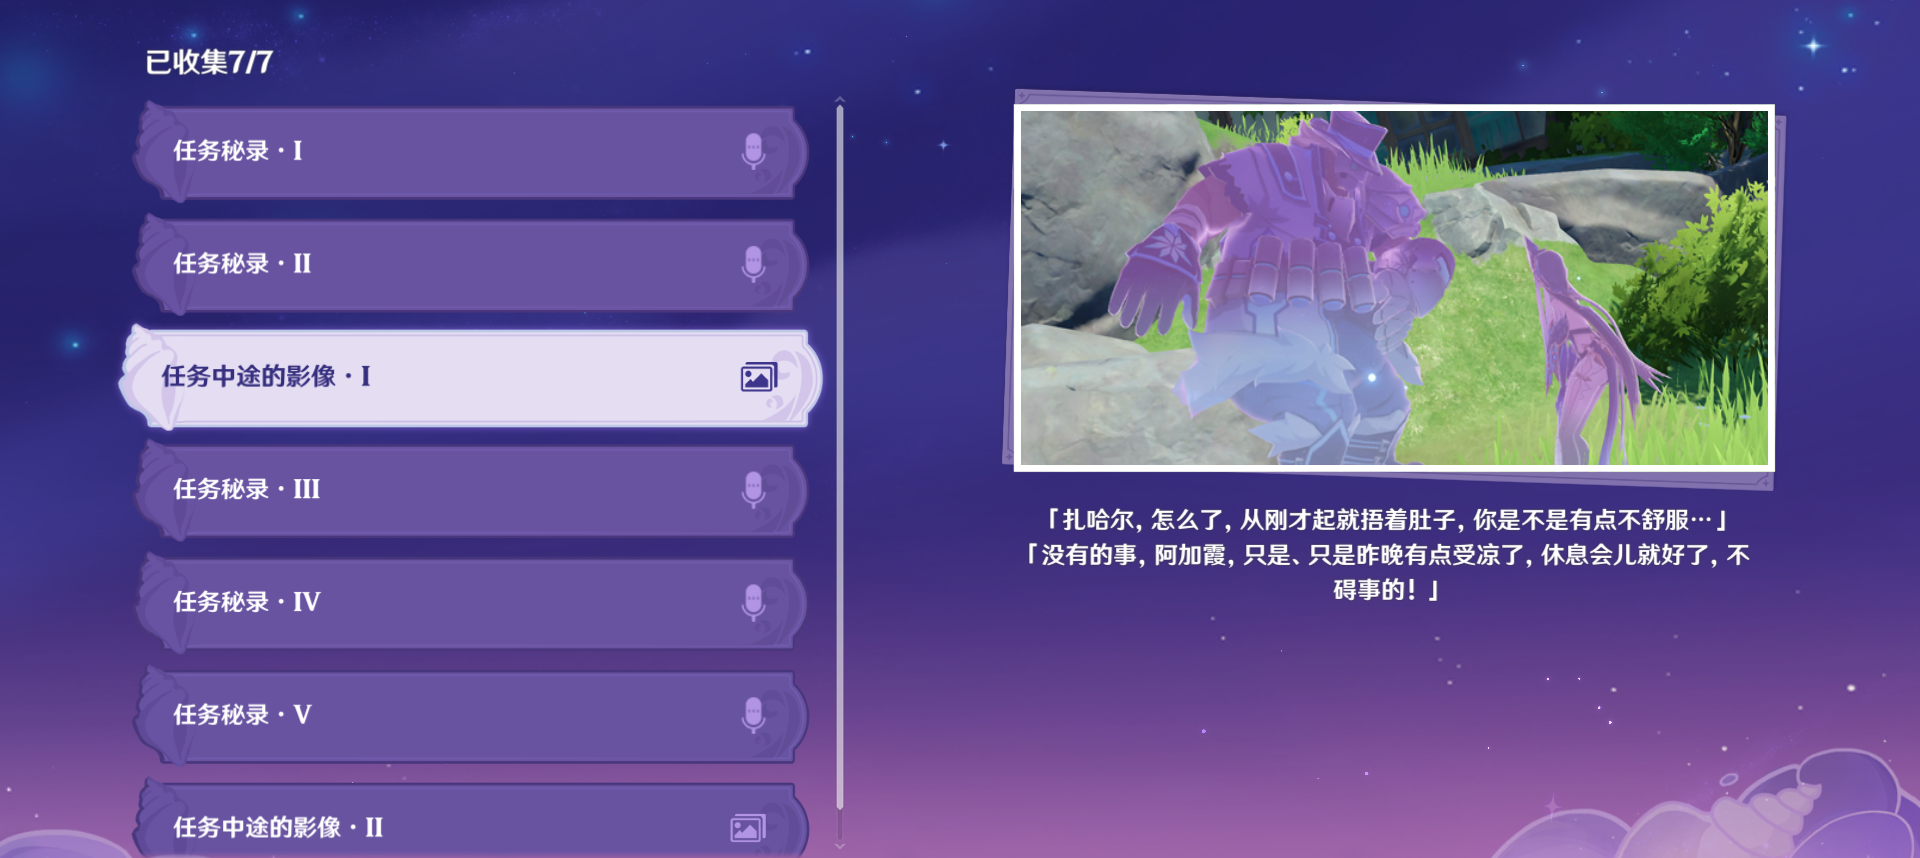 已收集7/7
任务秘录·I
任务秘录·II
任务中途的影像·I
任务秘录·III
任务秘录·IV
任务秘录·V
任务中途的影像·II
「扎哈尔，怎么了，从刚才起就捂着肚子，你是不是有点不舒服…」
「没有的事，阿加霞，只是、只是昨晚有点受凉了，休息会儿就好了，不
碍事的！」